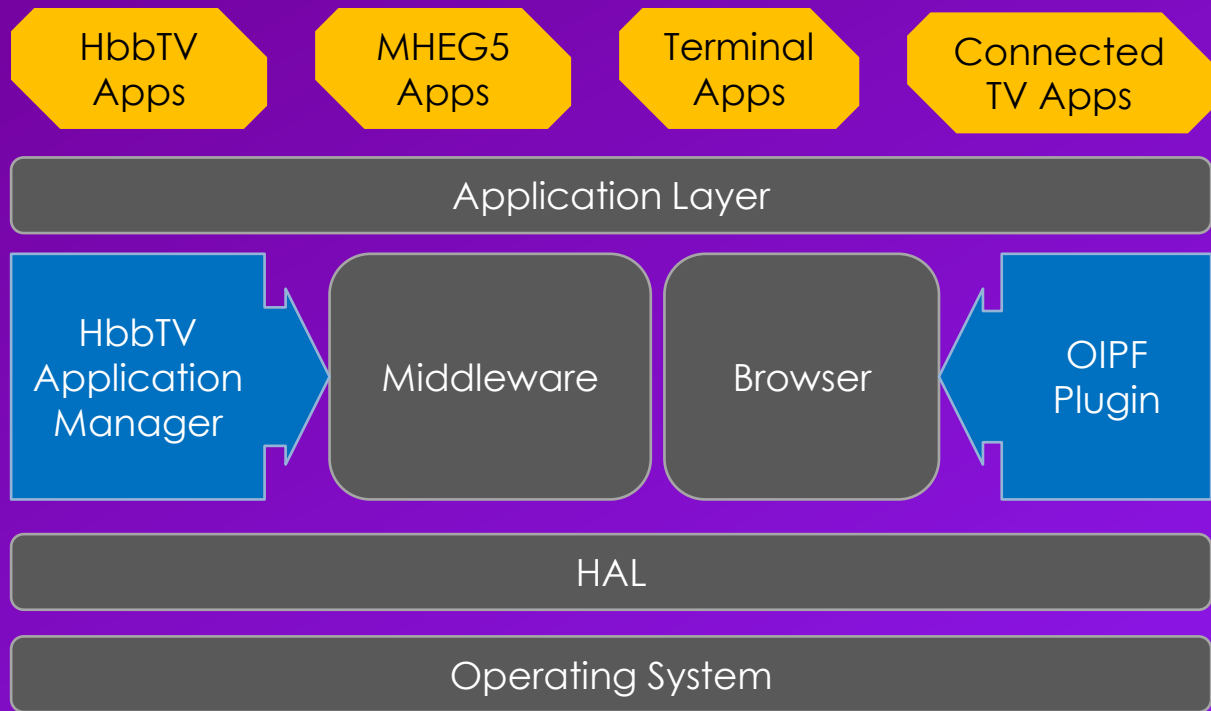 HbbTV
Apps
MHEG5
Apps
Terminal
Apps
Connected
TV Apps
Application Layer
HbbTV
Application
Manager
Middleware
Browser
OIPF
Plugin
HAL
Operating System